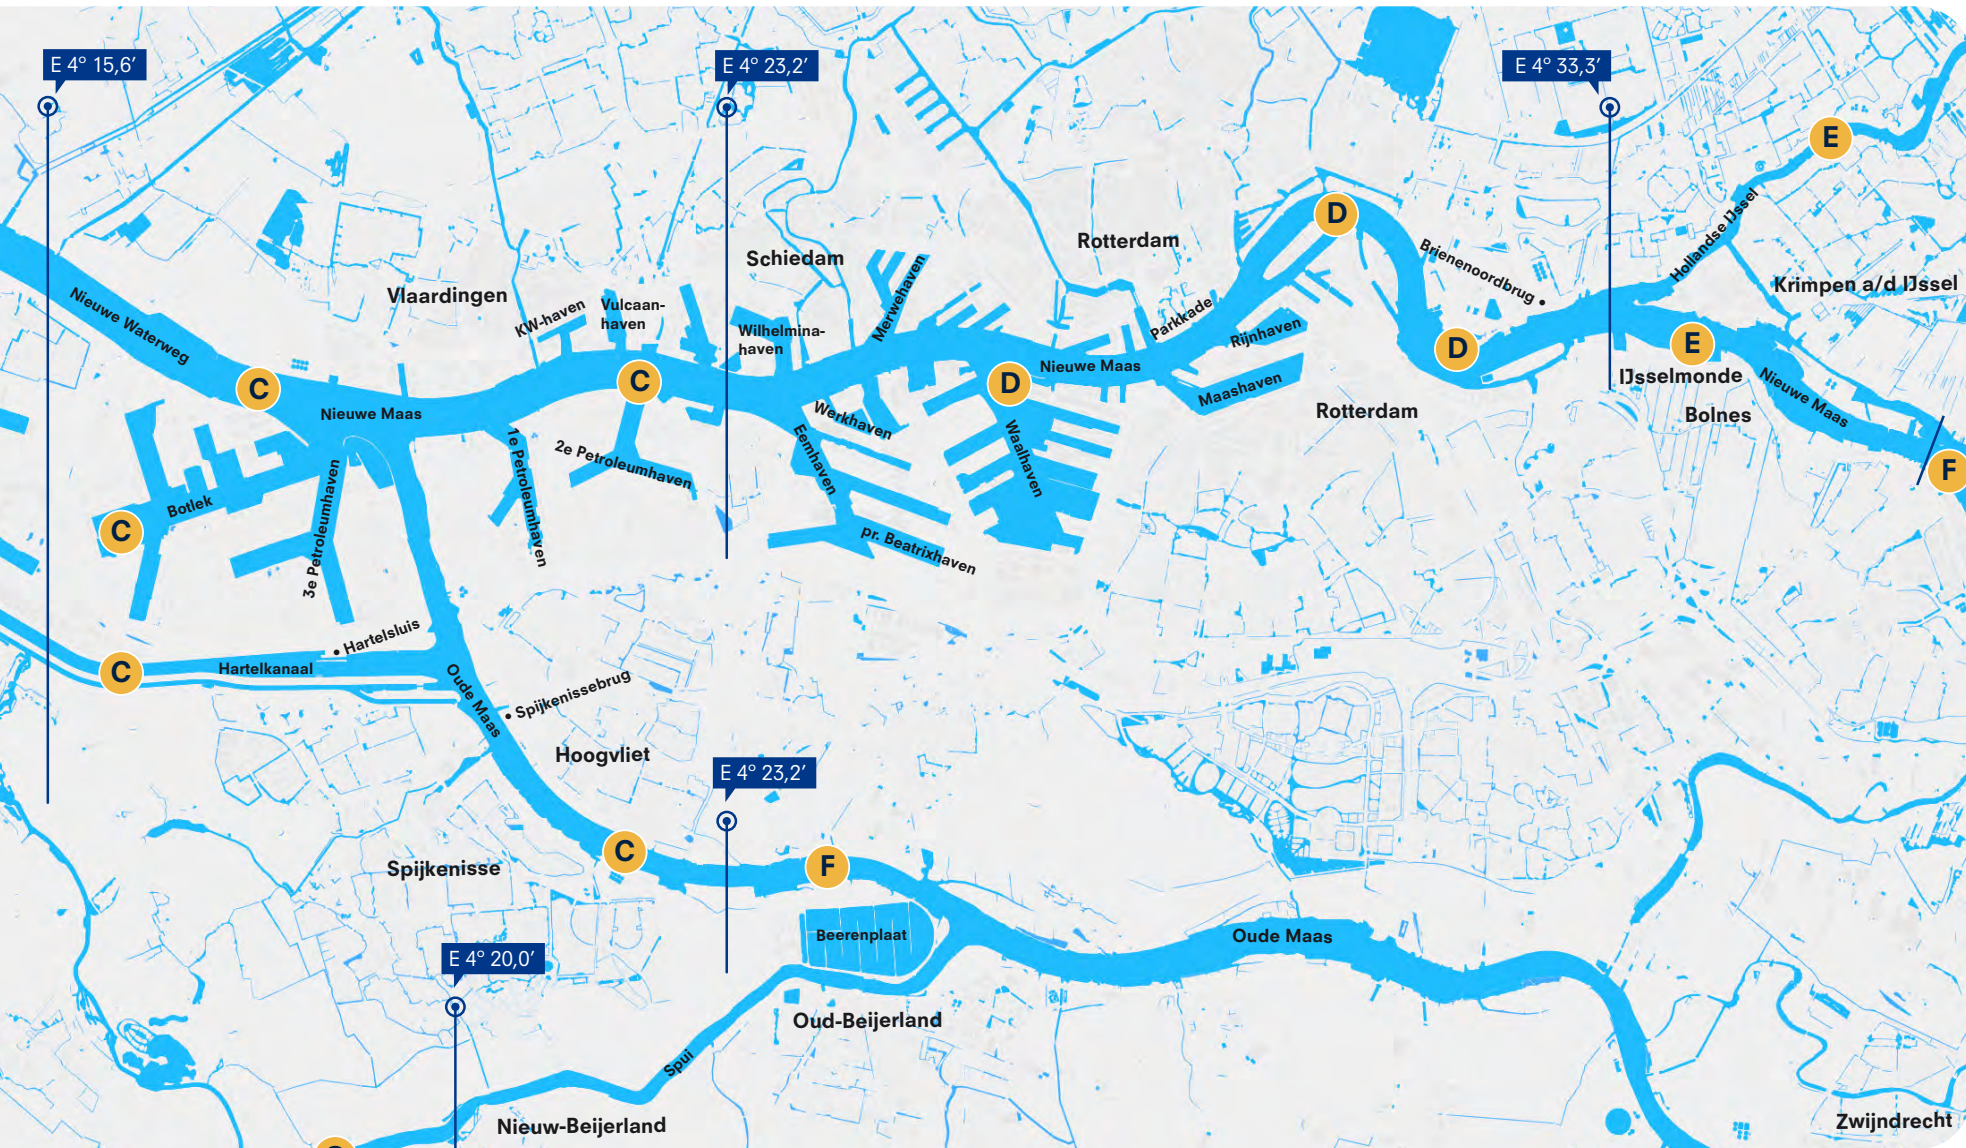 E 4° 15,6′
E 4° 23,2′
E 4° 33,3′
E
Hollandse IJssel
D
Rotterdam
Schiedam
Brienenoordbrug
Krimpen a/d IJssel
Vlaardingen
Merwehaven
KW-haven
Vulcaan-
haven
Wilhelmina-
haven
Parkkade
Rijnhaven
Nieuwe Waterweg
E
D
Nieuwe Maas
IJsselmonde
C
C
D
Maashaven
Nieuwe Maas
Nieuwe Maas
Rotterdam
Bolnes
Werkhaven
Eemhaven
Waalhaven
1e Petroleumhaven
2e Petroleumhaven
F
Botlek
C
3e Petroleumhaven
pr. Beatrixhaven
Hartelsluis
C
Hartelkanaal
Oude Maas
Spijkenissebrug
Hoogvliet
E 4° 23,2′
C
F
Spijkenisse
Beerenplaat
Oude Maas
E 4° 20,0′
Oud-Beijerland
Spui
Nieuw-Beijerland
Zwijndrecht